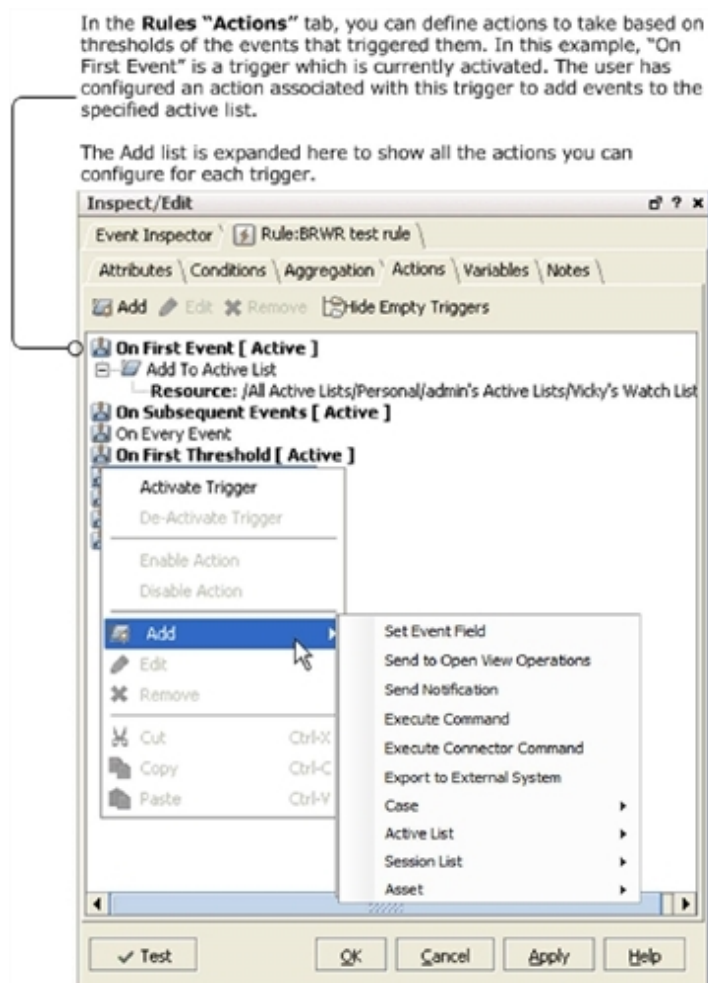 In the Rules “Actions” tab, you can define actions to take based on
thresholds of the events that triggered them. In this example, “On
First Event” is a trigger which is currently activated. The user has
configured an action associated with this trigger to add events to the
specified active list.
The Add list is expanded here to show all the actions you can
configure for each trigger.
Inspect/Edit
Event Inspector Rule:BRWR test rule
Attributes Conditions Aggregation Actions Variables Notes
Add Edit Remove Hide Empty Triggers
On First Event [ Active ]
Add To Active List
Resource: /All Active Lists/Personal/admin's Active Lists/Vicky's Watch List
On Subsequent Events [ Active ]
On Every Event
On First Threshold [ Active ]
Activate Trigger
De-Activate Trigger
Enable Action
Disable Action
Add
Edit
Remove
Cut Ctrl-X
Copy Ctrl-C
Paste Ctrl-V
Set Event Field
Send to Open View Operations
Send Notification
Execute Command
Execute Connector Command
Export to External System
Case
Active List
Session List
Asset
Test OK Cancel Apply Help